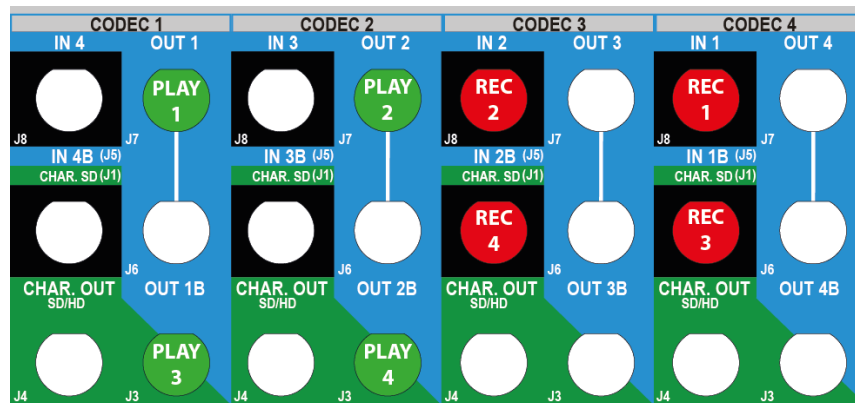 CODEC 1 CODEC 2 CODEC 3 CODEC 4
IN 4 OUT 1 IN 3 OUT 2 IN 2 OUT 3 IN 1 OUT 4
PLAY PLAY REC REC
1 2 2 1
J8 J7 J8 J7 J8 J7 J8 J7
IN 4B (J5) IN 3B (J5) IN 2B (J5) IN 1B (J5)
CHAR. SD (J1) CHAR. SD (J1) CHAR. SD (J1) CHAR. SD (J1)
REC REC
4 3
J6 J6 J6 J6
CHAR. OUT OUT 1B CHAR. OUT OUT 2B CHAR. OUT OUT 3B CHAR. OUT OUT 4B
SD/HD SD/HD SD/HD SD/HD
PLAY PLAY
3 4
J4 J3 J4 J3 J4 J3 J4 J3